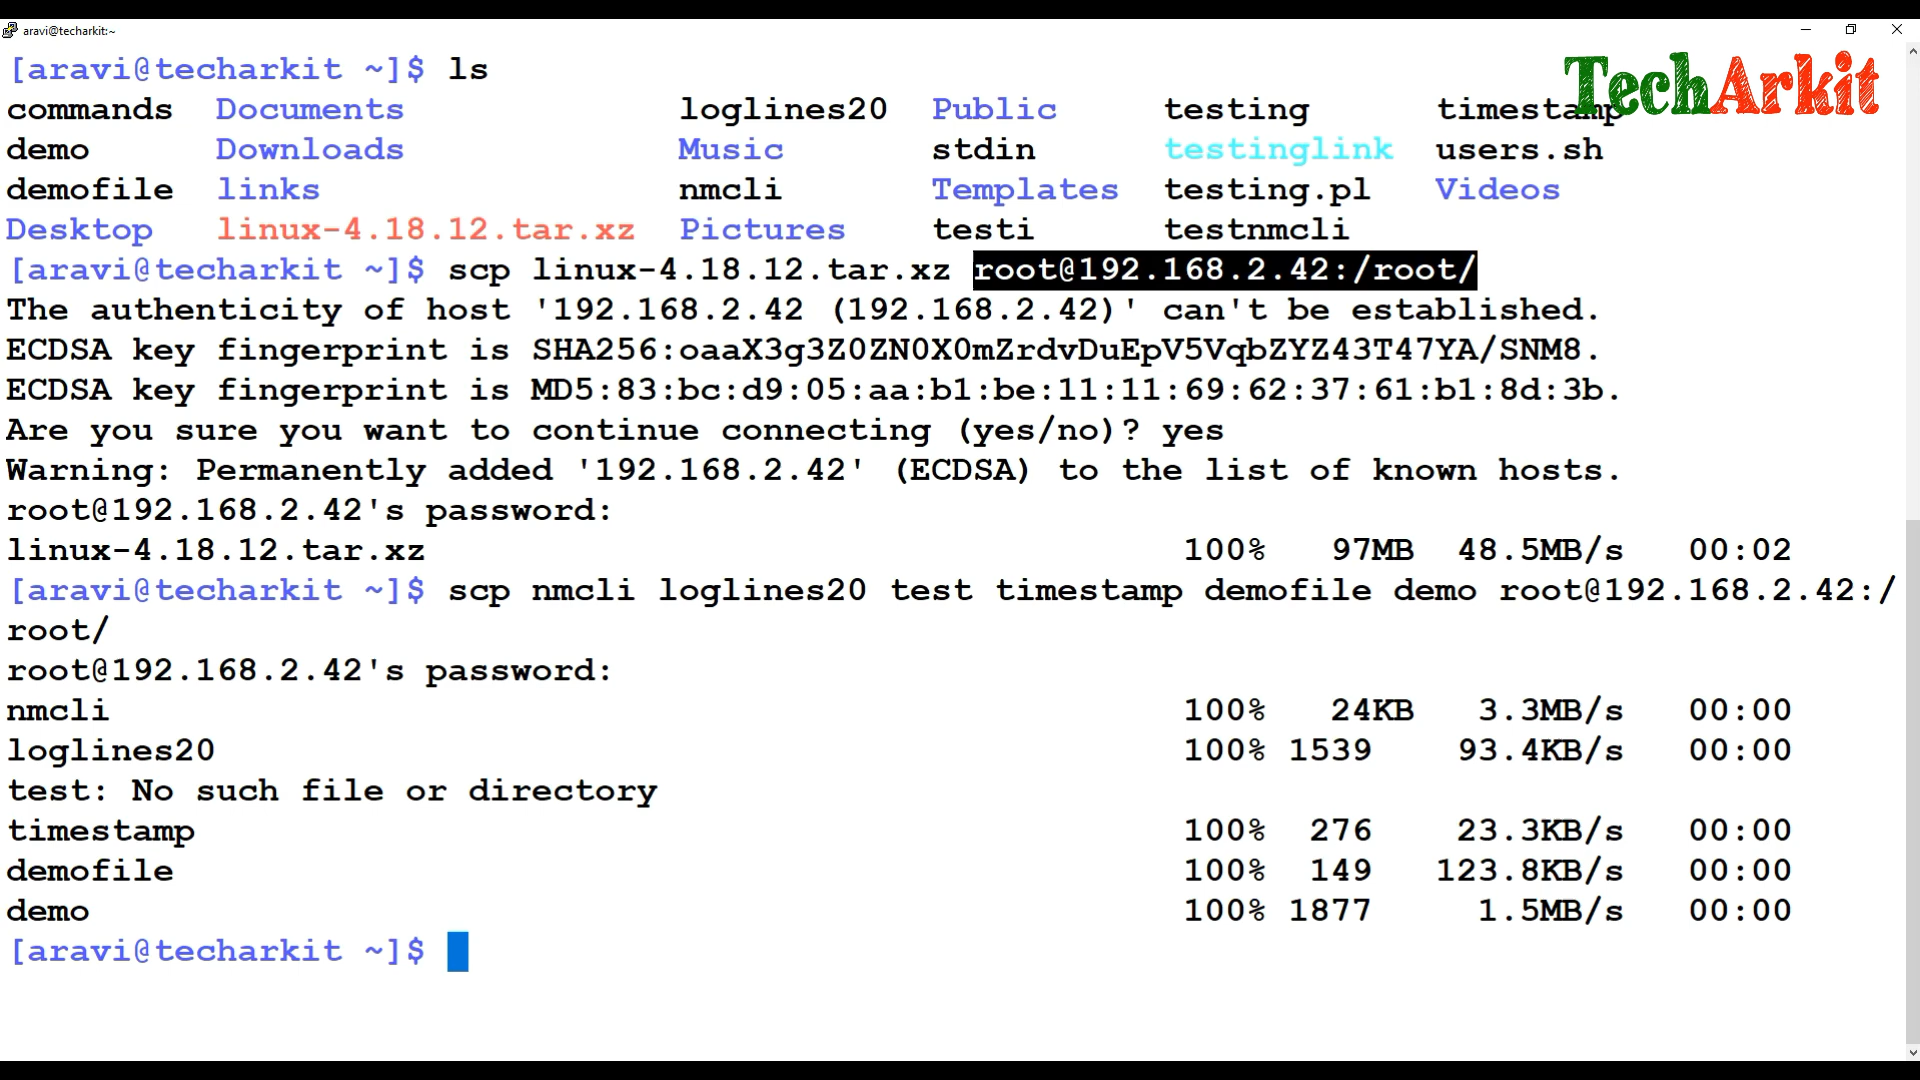 aravi@techarkit:~
TechArkit
[aravi@techarkit ~]$ ls
commands Documents loglines20 Public testing timestamp
demo Downloads Music stdin testinglink users.sh
demofile links nmcli Templates testing.pl Videos
Desktop linux-4.18.12.tar.xz Pictures testi testnmcli
[aravi@techarkit ~]$ scp linux-4.18.12.tar.xz root@192.168.2.42:/root/
The authenticity of host '192.168.2.42 (192.168.2.42)' can't be established.
ECDSA key fingerprint is SHA256:oaaX3g3Z0ZN0X0mZrdvDuEpV5VqbZYZ43T47YA/SNM8.
ECDSA key fingerprint is MD5:83:bc:d9:05:aa:b1:be:11:11:69:62:37:61:b1:8d:3b.
Are you sure you want to continue connecting (yes/no)? yes
Warning: Permanently added '192.168.2.42' (ECDSA) to the list of known hosts.
root@192.168.2.42's password:
linux-4.18.12.tar.xz 100% 97MB 48.5MB/s 00:02
[aravi@techarkit ~]$ scp nmcli loglines20 test timestamp demofile demo root@192.168.2.42:/
root/
root@192.168.2.42's password:
nmcli 100% 24KB 3.3MB/s 00:00
loglines20 100% 1539 93.4KB/s 00:00
test: No such file or directory
timestamp 100% 276 23.3KB/s 00:00
demofile 100% 149 123.8KB/s 00:00
demo 100% 1877 1.5MB/s 00:00
[aravi@techarkit ~]$